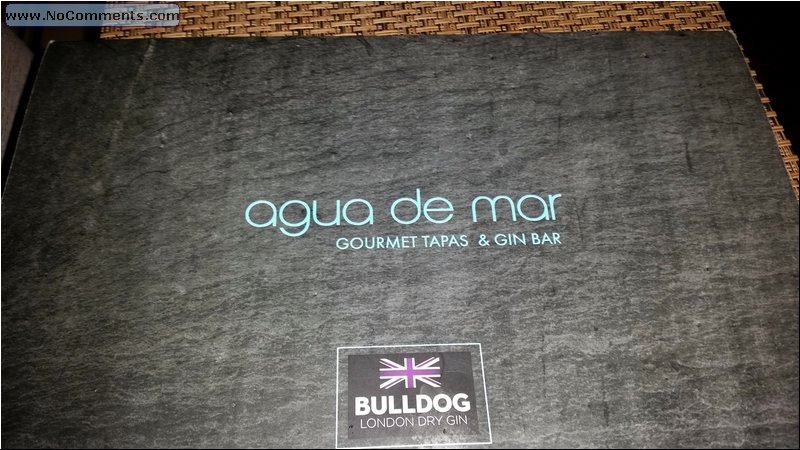 www.NoComments.com
agua de mar
GOURMET TAPAS & GIN BAR
BULLDOG
LONDON DRY GIN